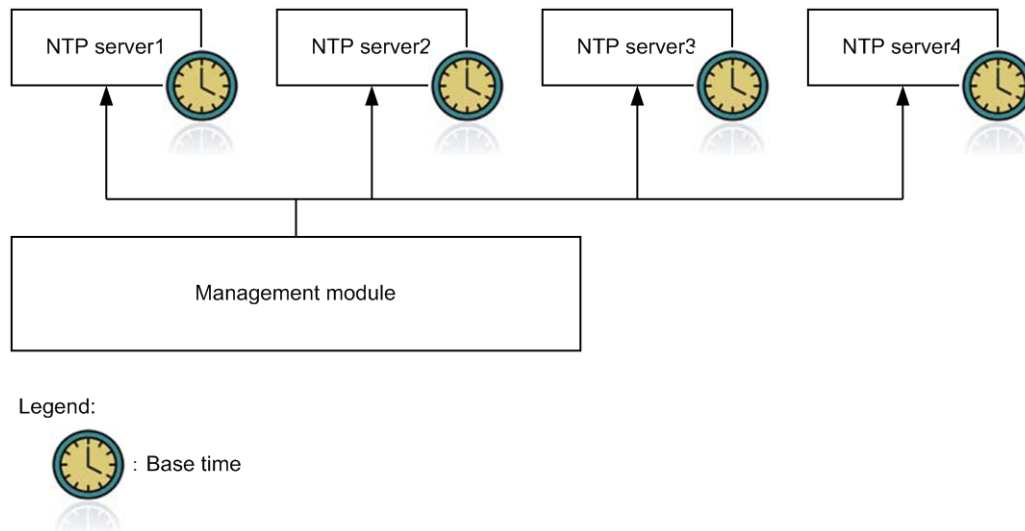 NTP server1
NTP server2
NTP server3
NTP server4
Management module
Legend:
: Base time